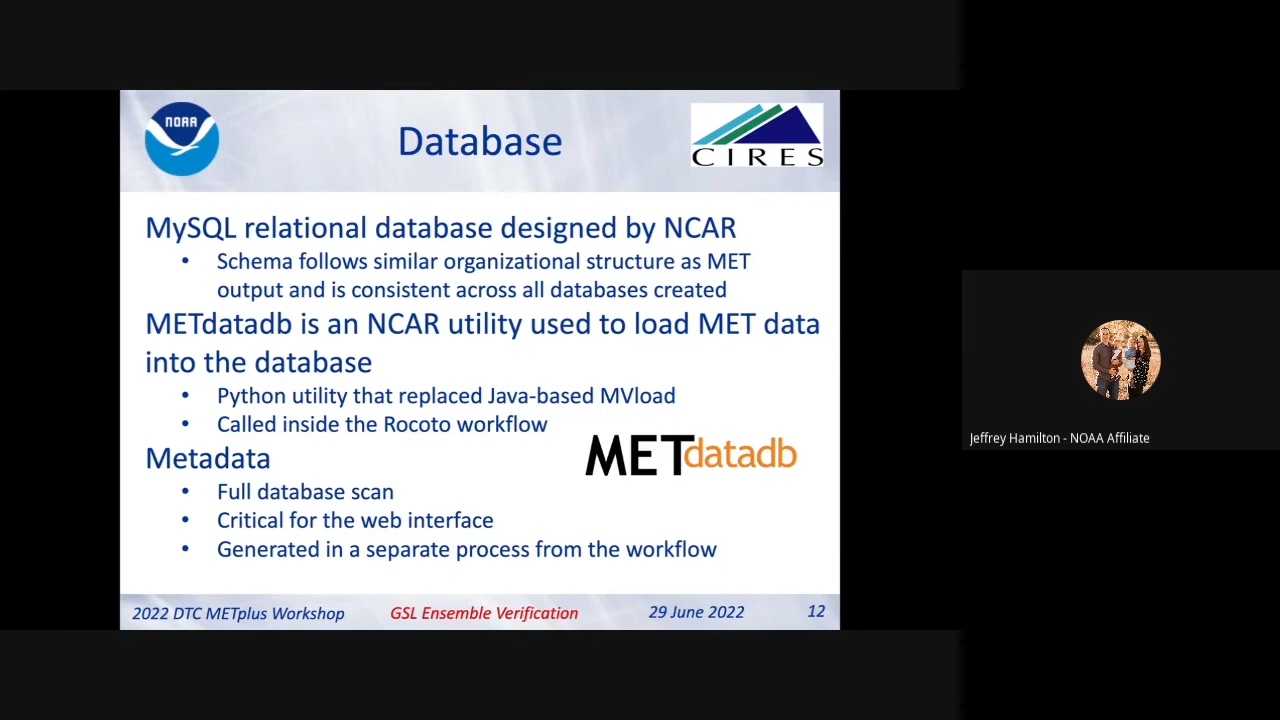 NOAA
Database
CIRES
MySQL relational database designed by NCAR
• Schema follows similar organizational structure as MET
output and is consistent across all databases created
METdatadb is an NCAR utility used to load MET data
into the database
• Python utility that replaced Java-based MVload
• Called inside the Rocoto workflow
METdatadb
Metadata
• Full database scan
• Critical for the web interface
• Generated in a separate process from the workflow
2022 DTC METplus Workshop GSL Ensemble Verification 29 June 2022 12
Jeffrey Hamilton - NOAA Affiliate